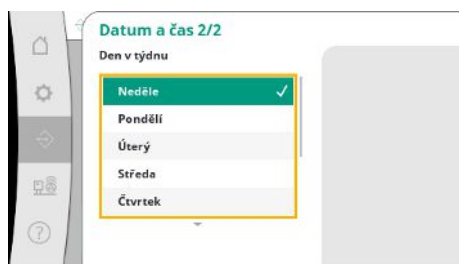 Datum a čas 2/2
Den v týdnu
Neděle
Pondělí
Úterý
Středa
Čtvrtek